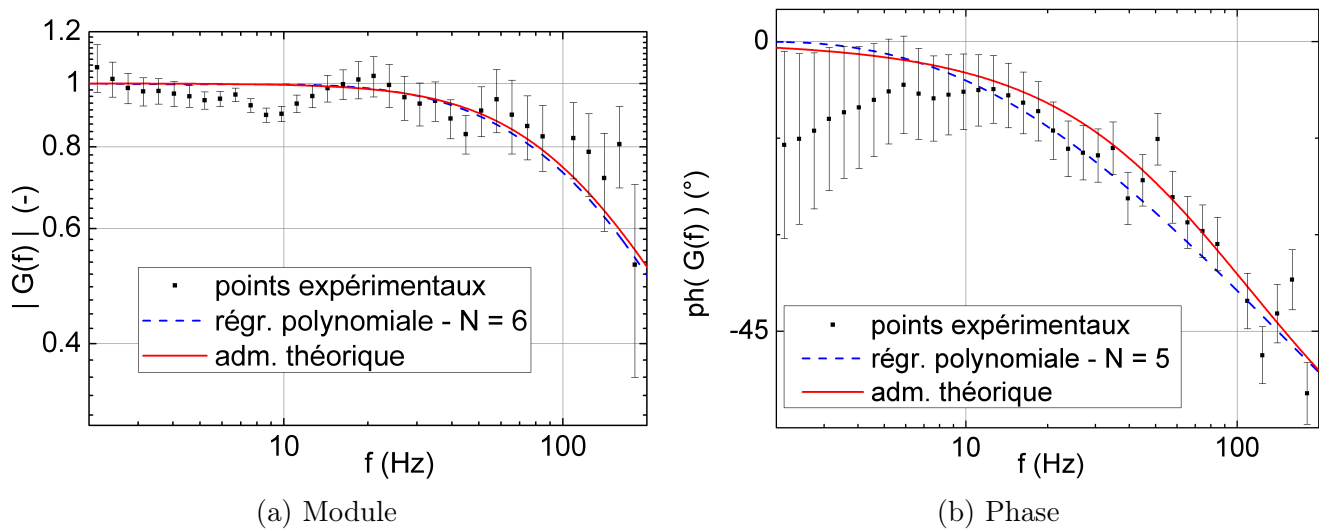 1.2
1
0.8
0.6
0.4
| G(f) | (-)
points expérimentaux
régr. polynomiale - N = 6
adm. théorique
10
100
f (Hz)
(a) Module
0
-45
ph( G(f) ) (°)
points expérimentaux
régr. polynomiale - N = 5
adm. théorique
10
100
f (Hz)
(b) Phase